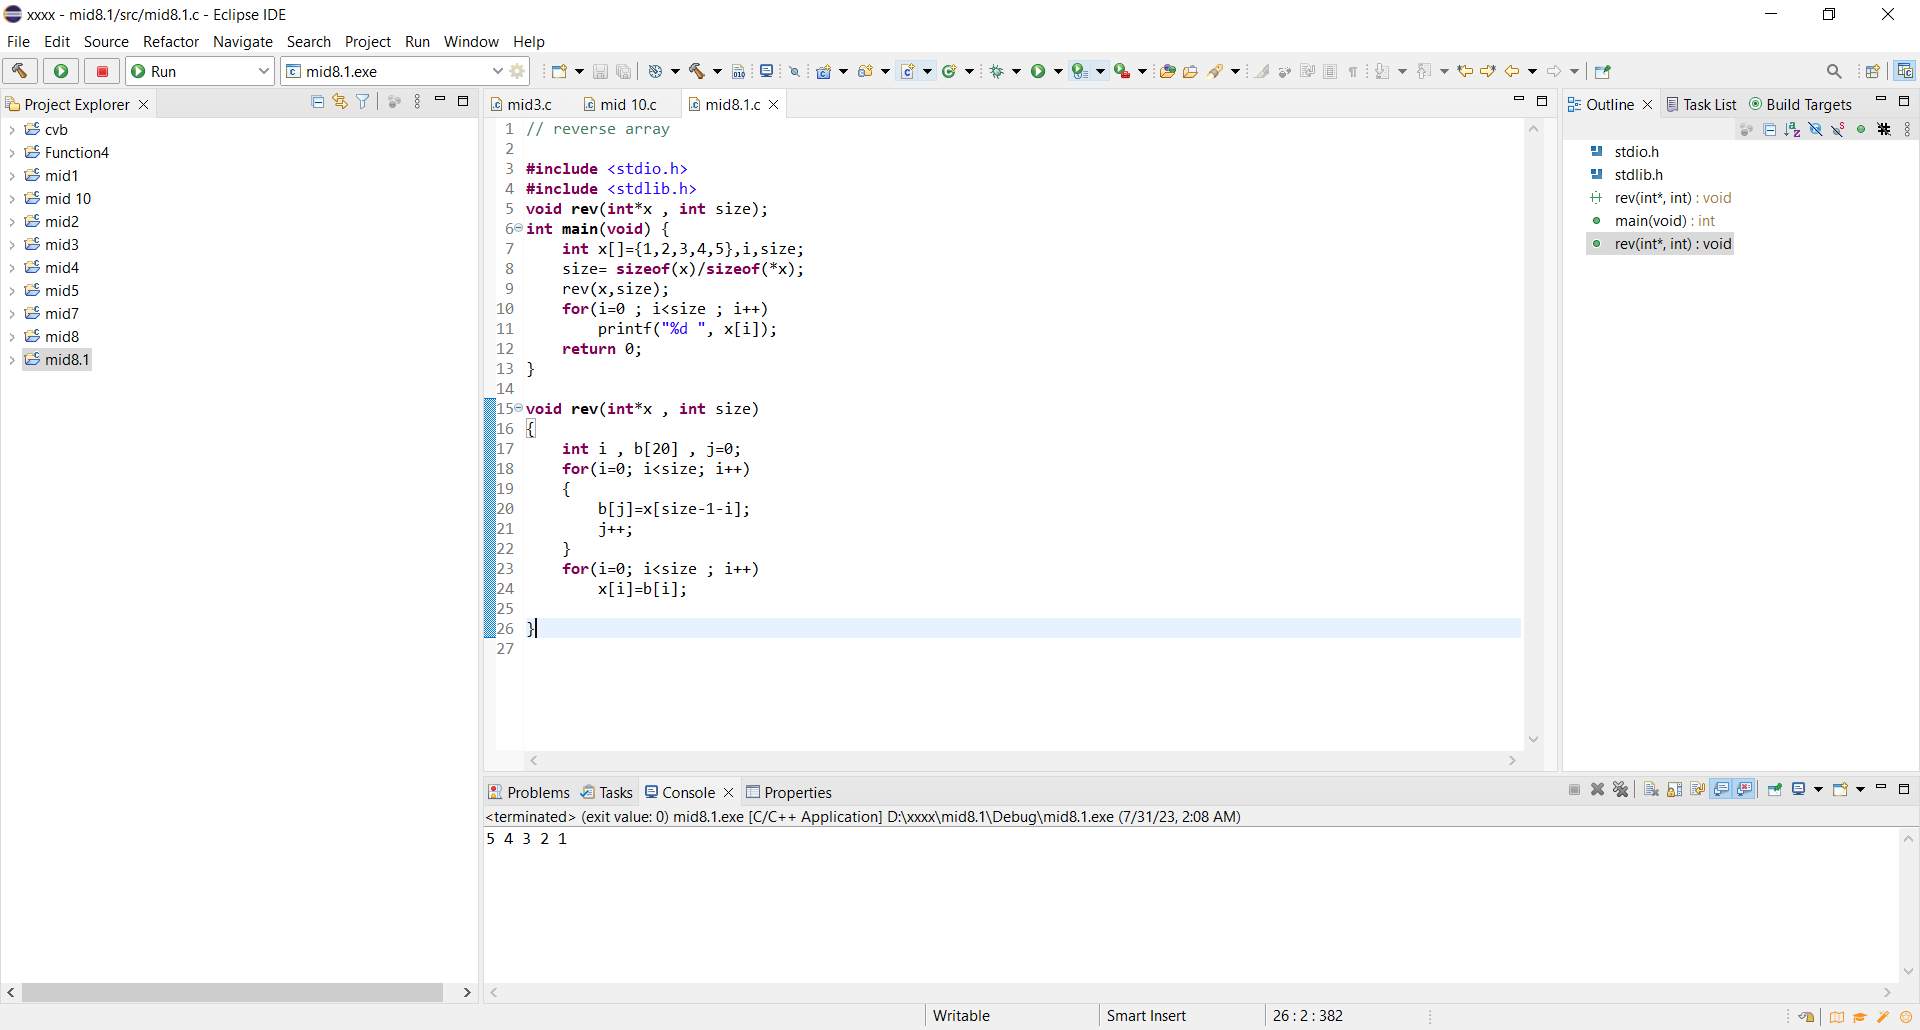 xxxx - mid8.1/src/mid8.1.c - Eclipse IDE
File Edit Source Refactor Navigate Search Project Run Window Help
Run mid8.1.exe
Project Explorer
cvb
Function4
mid1
mid 10
mid2
mid3
mid4
mid5
mid7
mid8
mid8.1
mid3.c mid 10.c mid8.1.c
1 // reverse array
2
3 #include <stdio.h>
4 #include <stdlib.h>
5 void rev(int*x , int size);
6 int main(void) {
7     int x[]={1,2,3,4,5},i,size;
8     size= sizeof(x)/sizeof(*x);
9     rev(x,size);
10     for(i=0 ; i<size ; i++)
11         printf("%d ", x[i]);
12     return 0;
13 }
14
15 void rev(int*x , int size)
16 {
17     int i , b[20] , j=0;
18     for(i=0; i<size; i++)
19     {
20         b[j]=x[size-1-i];
21         j++;
22     }
23     for(i=0; i<size ; i++)
24         x[i]=b[i];
25
26 }
27
Outline Task List Build Targets
stdio.h
stdlib.h
rev(int*, int) : void
main(void) : int
rev(int*, int) : void
Problems Tasks Console Properties
<terminated> (exit value: 0) mid8.1.exe [C/C++ Application] D:\xxxx\mid8.1\Debug\mid8.1.exe (7/31/23, 2:08 AM)
5 4 3 2 1
Writable Smart Insert 26 : 2 : 382